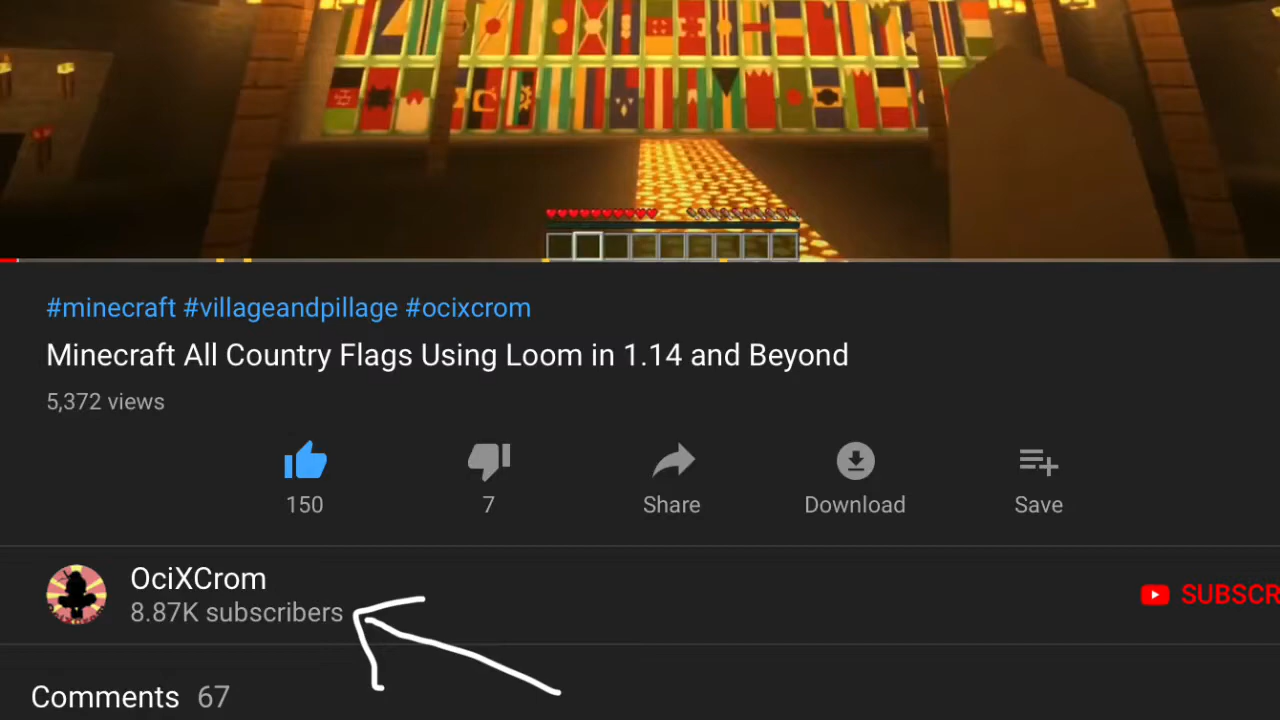 #minecraft #villageandpillage #ocixcrom
Minecraft All Country Flags Using Loom in 1.14 and Beyond
5,372 views
150
7
Share
Download
Save
OciXCrom
8.87K subscribers
SUBSCR
Comments 67